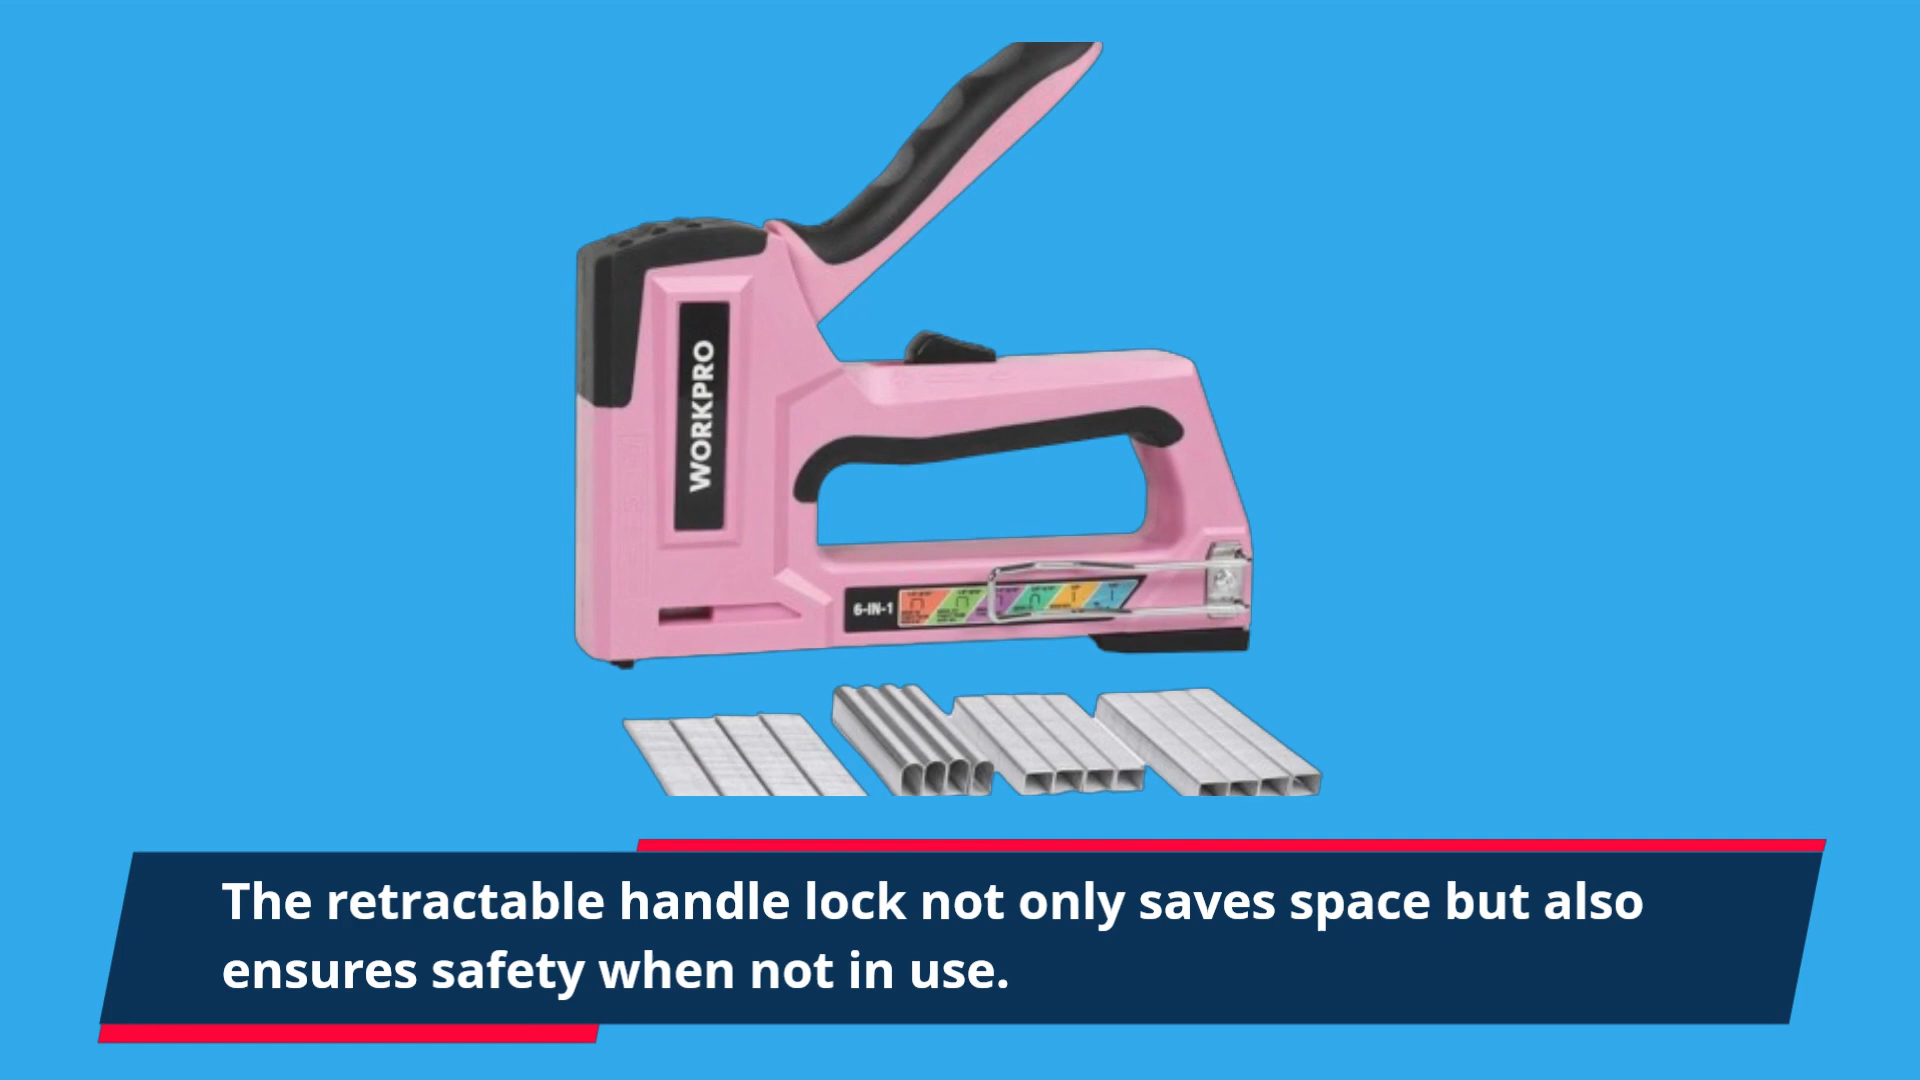 WORKPRO
6-IN-1
The retractable handle lock not only saves space but also
ensures safety when not in use.